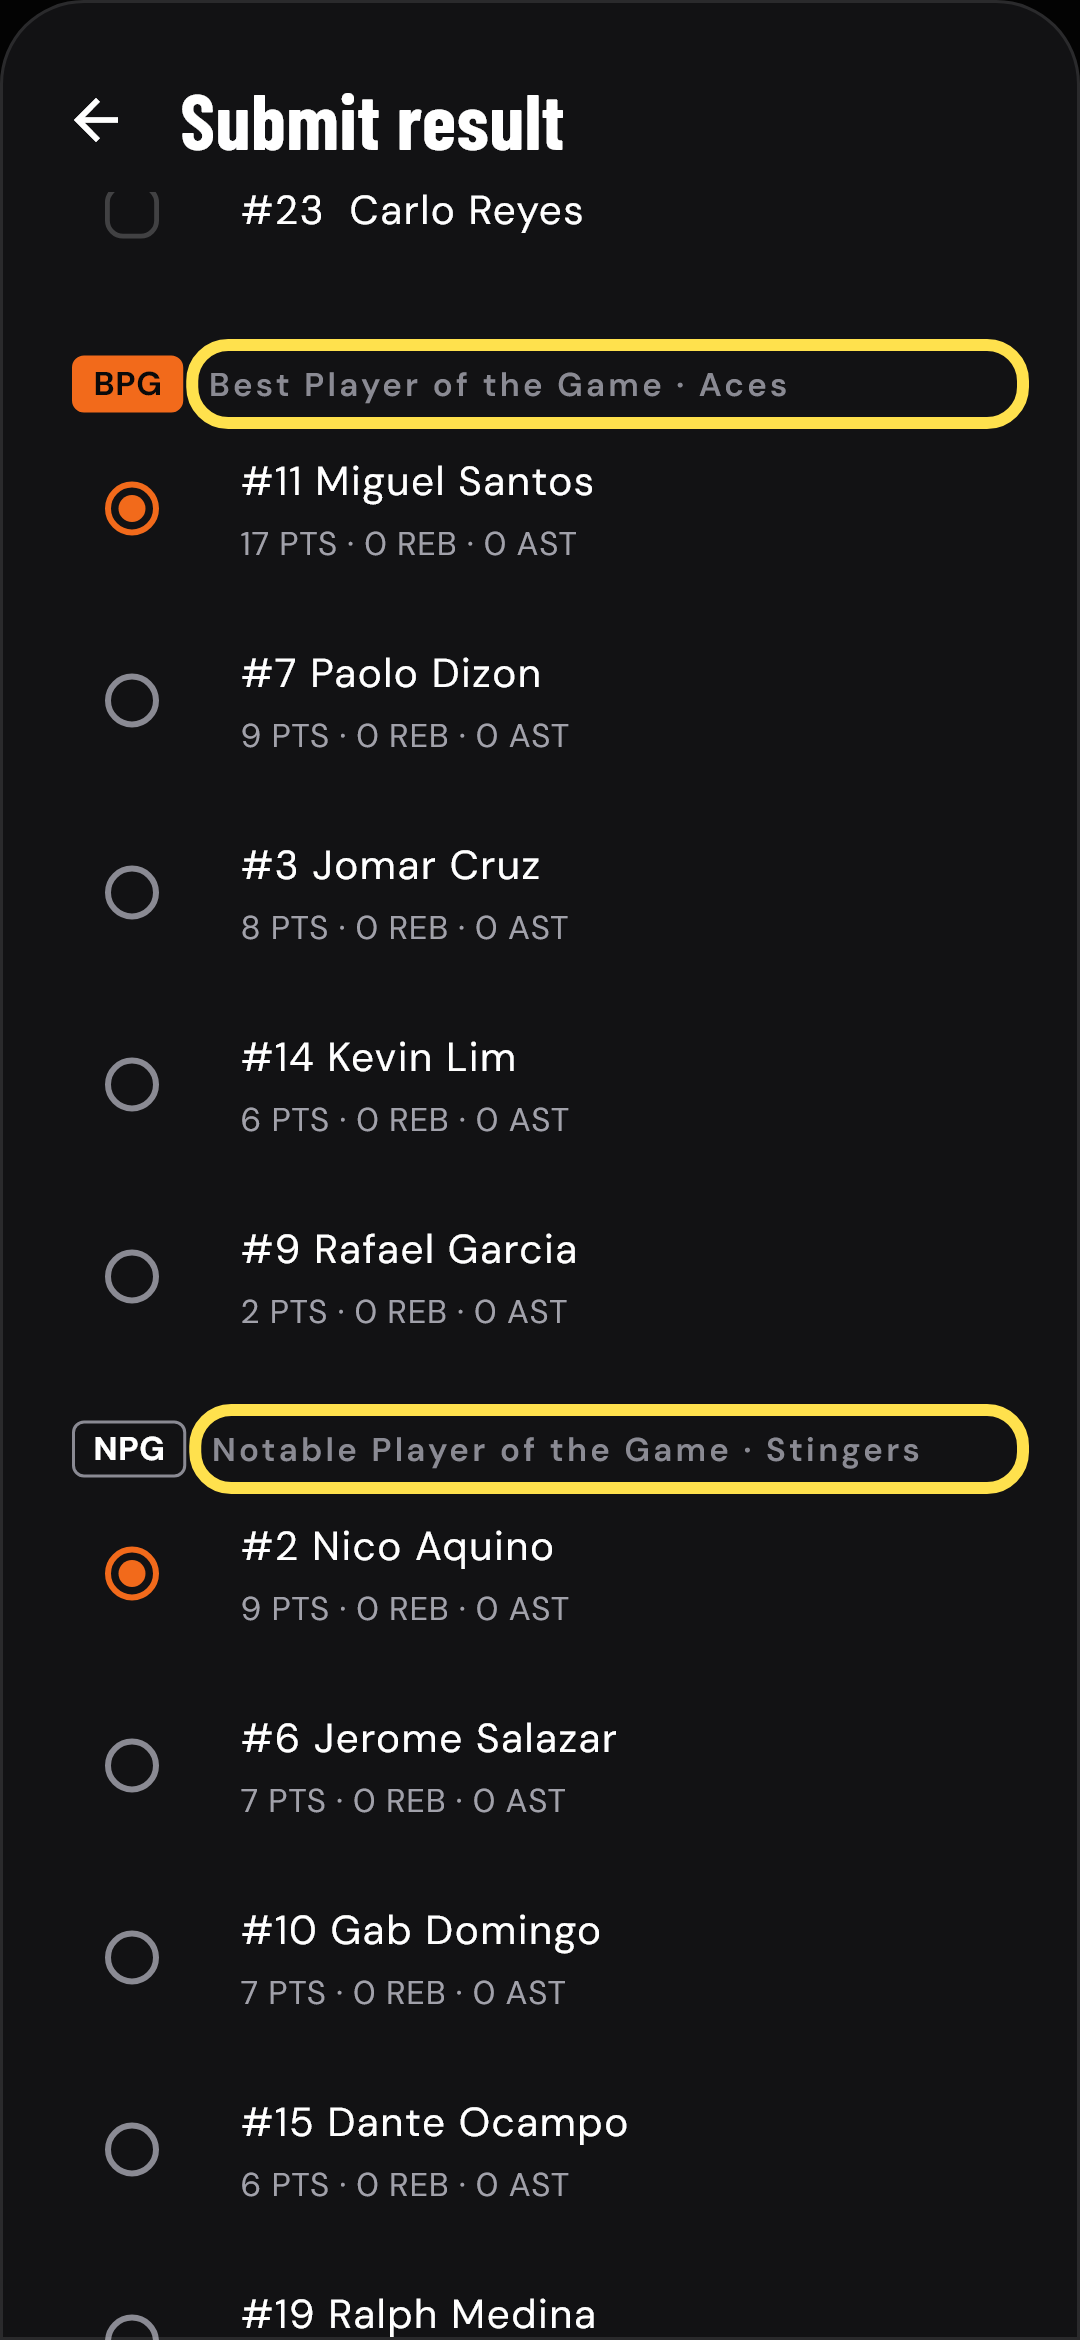 Submit result
#23 Carlo Reyes
BPG Best Player of the Game · Aces
#11 Miguel Santos
17 PTS · 0 REB · 0 AST
#7 Paolo Dizon
9 PTS · 0 REB · 0 AST
#3 Jomar Cruz
8 PTS · 0 REB · 0 AST
#14 Kevin Lim
6 PTS · 0 REB · 0 AST
#9 Rafael Garcia
2 PTS · 0 REB · 0 AST
NPG Notable Player of the Game · Stingers
#2 Nico Aquino
9 PTS · 0 REB · 0 AST
#6 Jerome Salazar
7 PTS · 0 REB · 0 AST
#10 Gab Domingo
7 PTS · 0 REB · 0 AST
#15 Dante Ocampo
6 PTS · 0 REB · 0 AST
#19 Ralph Medina